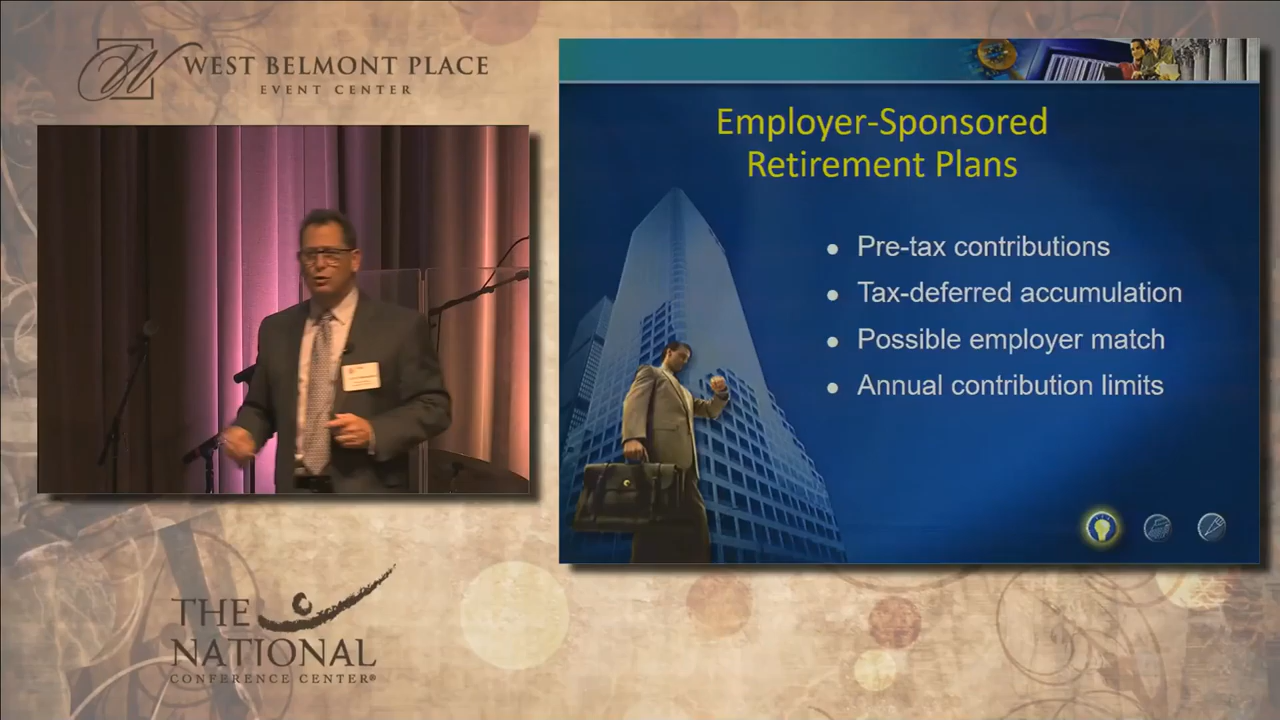 WEST BELMONT PLACE
EVENT CENTER
Employer-Sponsored
Retirement Plans
• Pre-tax contributions
• Tax-deferred accumulation
• Possible employer match
• Annual contribution limits
THE
NATIONAL
CONFERENCE CENTER®